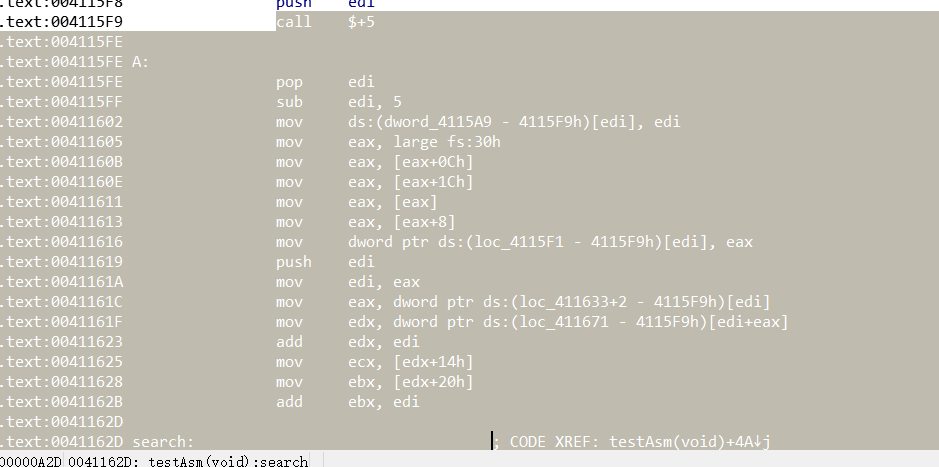 .text:004115F8 push edi
.text:004115F9 call $+5
.text:004115FE
.text:004115FE A:
.text:004115FE pop edi
.text:004115FF sub edi, 5
.text:00411602 mov ds:(dword_4115A9 - 4115F9h)[edi], edi
.text:00411605 mov eax, large fs:30h
.text:0041160B mov eax, [eax+0Ch]
.text:0041160E mov eax, [eax+1Ch]
.text:00411611 mov eax, [eax]
.text:00411613 mov eax, [eax+8]
.text:00411616 mov dword ptr ds:(loc_4115F1 - 4115F9h)[edi], eax
.text:00411619 push edi
.text:0041161A mov edi, eax
.text:0041161C mov eax, dword ptr ds:(loc_411633+2 - 4115F9h)[edi]
.text:0041161F mov edx, dword ptr ds:(loc_411671 - 4115F9h)[edi+eax]
.text:00411623 add edx, edi
.text:00411625 mov ecx, [edx+14h]
.text:00411628 mov ebx, [edx+20h]
.text:0041162B add ebx, edi
.text:0041162D
.text:0041162D search: ; CODE XREF: testAsm(void)+4A↓j
00000A2D 0041162D: testAsm(void):search